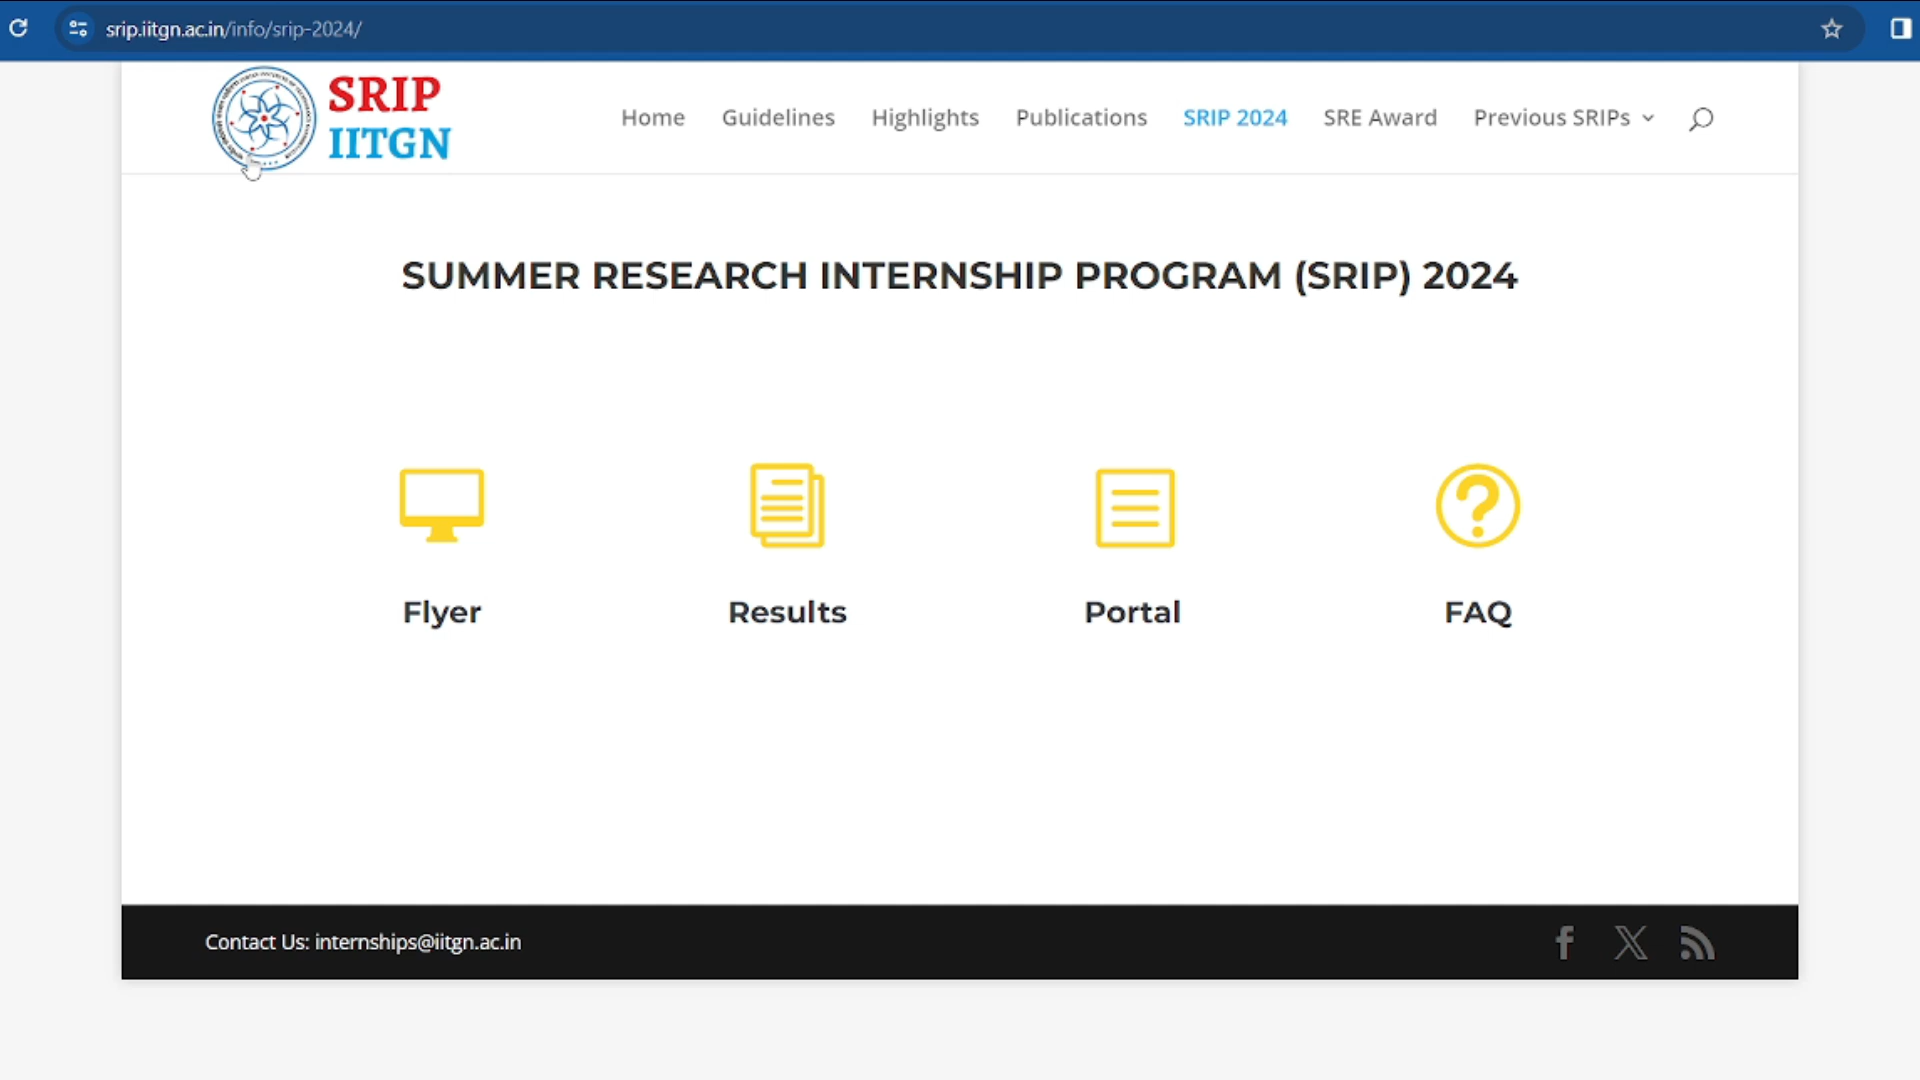 srip.iitgn.ac.in/info/srip-2024/
SRIP
IITGN
Home Guidelines Highlights Publications SRIP 2024 SRE Award Previous SRIPs
SUMMER RESEARCH INTERNSHIP PROGRAM (SRIP) 2024
Flyer Results Portal FAQ
Contact Us: internships@iitgn.ac.in